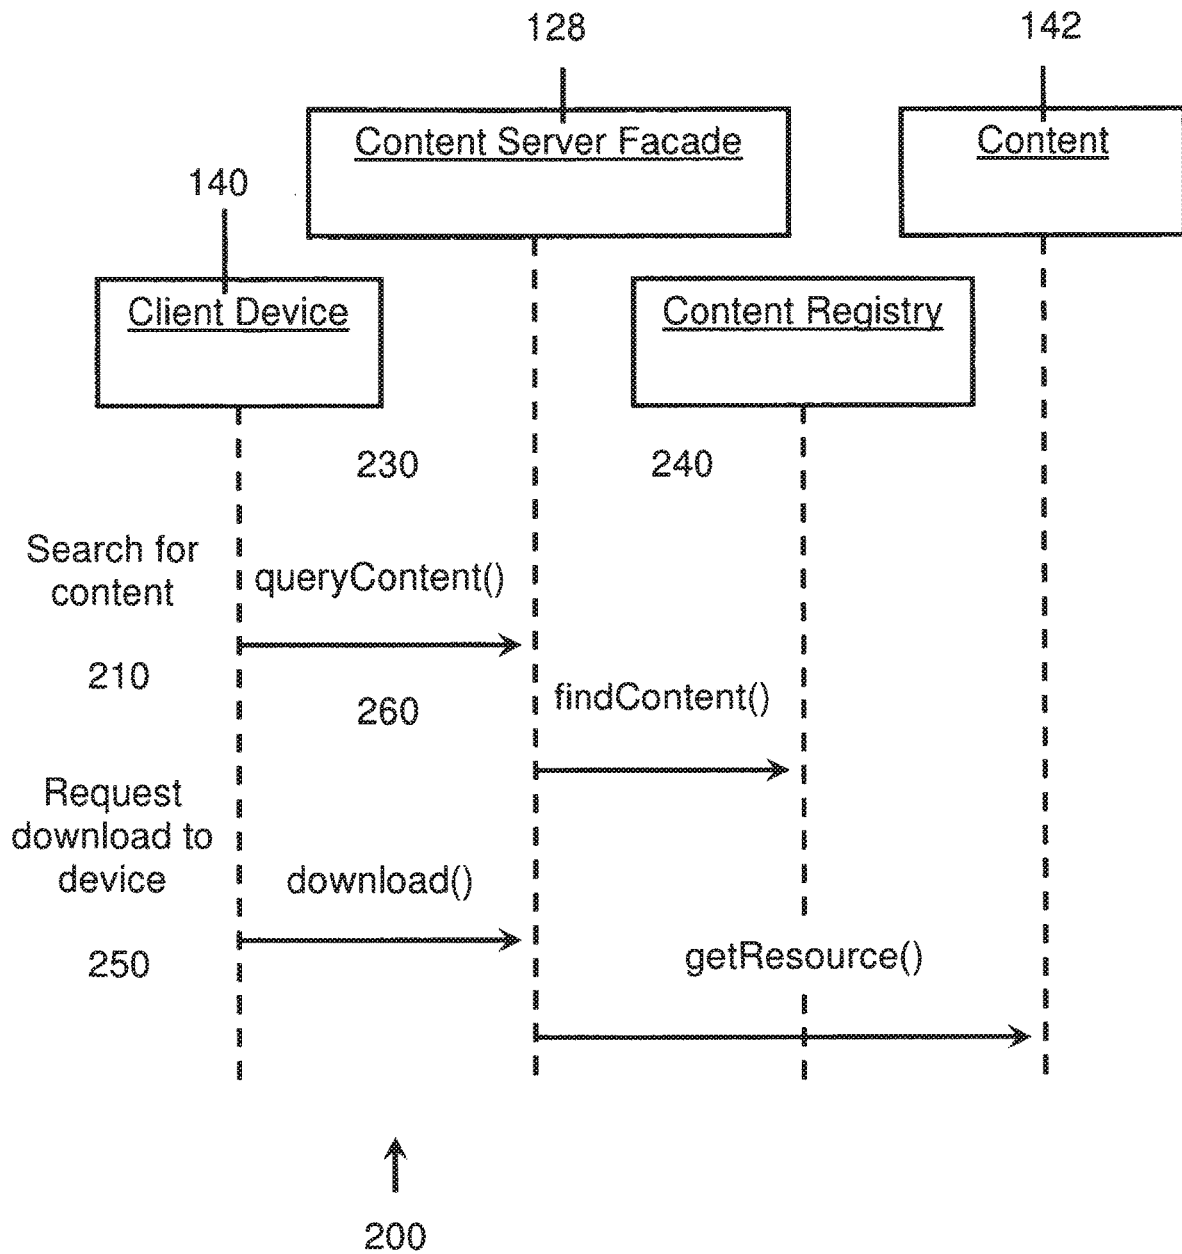 128
142
Content Server Facade
Content
140
Client Device
Content Registry
230
240
Search for
content
queryContent()
210
260
findContent()
Request
download to
device
download()
250
getResource()
200